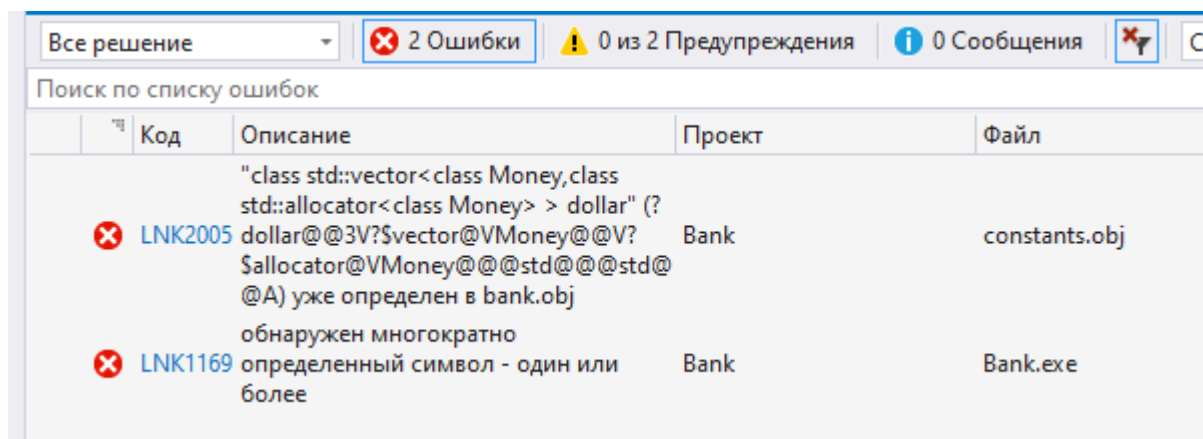 Все решение 2 Ошибки 0 из 2 Предупреждения 0 Сообщения С
Поиск по списку ошибок
Код Описание Проект Файл
"class std::vector<class Money,class
std::allocator<class Money> > dollar" (?
LNK2005 dollar@@3V?$vector@VMoney@@V? Bank constants.obj
$allocator@VMoney@@@std@@@std@
@A) уже определен в bank.obj
обнаружен многократно
LNK1169 определенный символ - один или Bank Bank.exe
более